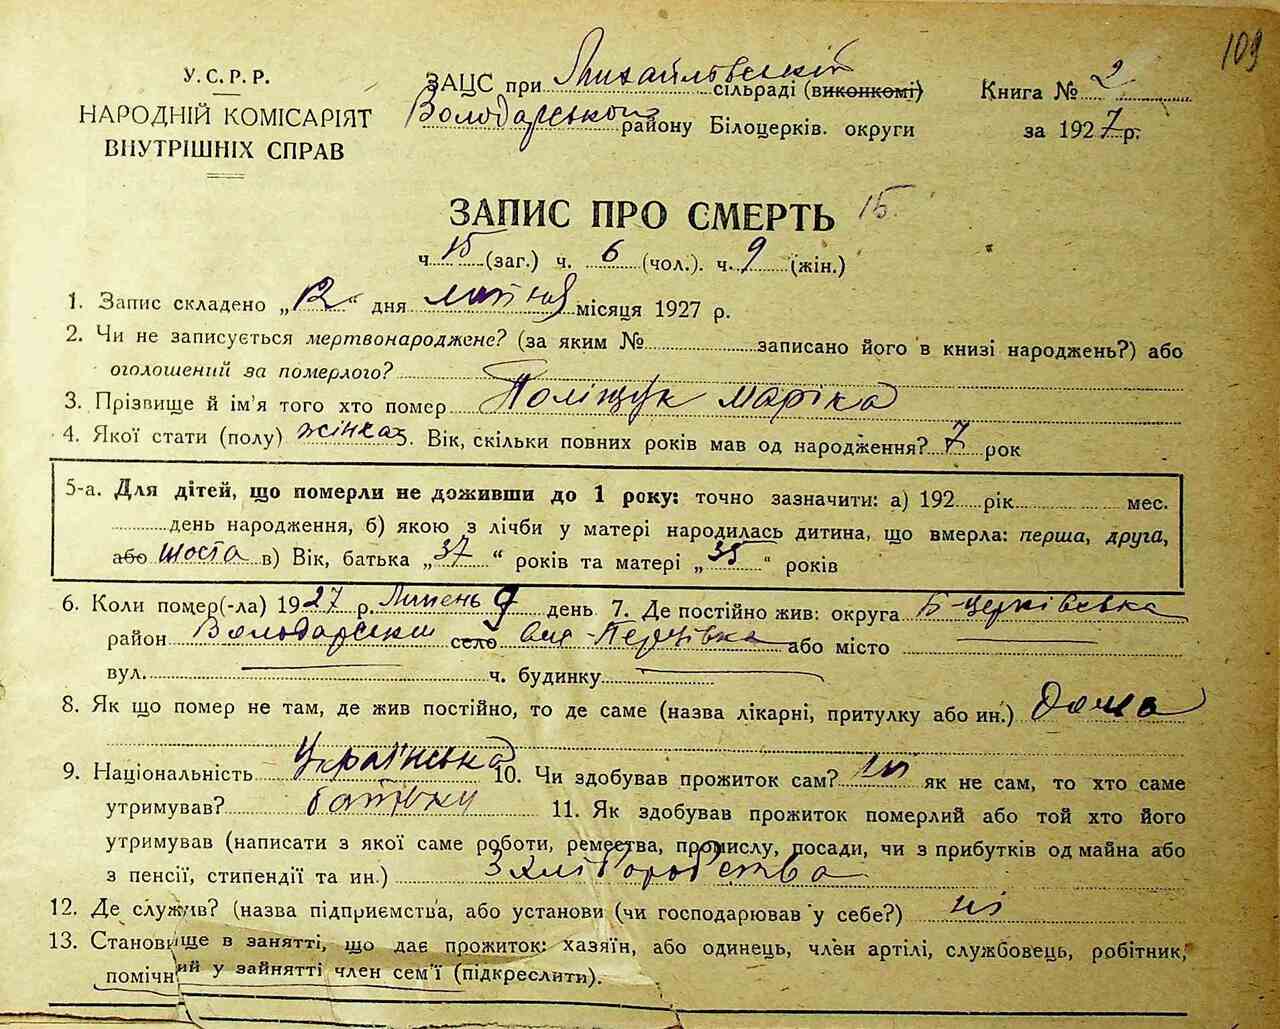 109
У.С.Р.Р.
НАРОДНІЙ КОМІСАРІЯТ
ВНУТРІШНІХ СПРАВ
ЗАЦС при Михайлівській сільраді (виконкомі)
Володарського району Білоцерків. округи
Книга № 2
за 1927 р.
ЗАПИС ПРО СМЕРТЬ 15.
ч 15 (заг.) ч. 6 (чол.). ч. 9 (жін.)
1. Запис складено „12“ дня місяця 1927 р.
2. Чи не записується мертвонароджене? (за яким № записано його в книзі народжень?) або
оголошений за померлого?
3. Прізвище й ім'я того хто помер Поліщук Маріка
4. Якої стати (полу) жінка. Вік, скільки повних років мав од народження? 7 рок
5-а. Для дітей, що померли не доживши до 1 року: точно зазначити: а) 192 рік мес.
день народження, б) якою з лічби у матері народилась дитина, що вмерла: перша, друга,
або шоста в) Вік, батька „37“ років та матері „35“ років
6. Коли помер(-ла) 1927 р. Липень 9 день 7. Де постійно жив: округа Б-церківська
район Володарський село або місто
вул. ч. будинку
8. Як що помер не там, де жив постійно, то де саме (назва лікарні, притулку або ин.) Дома
9. Національність Українська 10. Чи здобував прожиток сам? ні як не сам, то хто саме
утримував? батьки 11. Як здобував прожиток померлий або той хто його
утримував (написати з якої саме роботи, ремества, промислу, посади, чи з прибутків од майна або
з пенсії, стипендії та ин.) З хліборобства
12. Де служив? (назва підприємства, або установи (чи господарював у себе?) ні
13. Становище в занятті, що дає прожиток: хазяїн, або одинець, член артілі, службовець, робітник,
помічний у зайнятті член сем'ї (підкреслити).